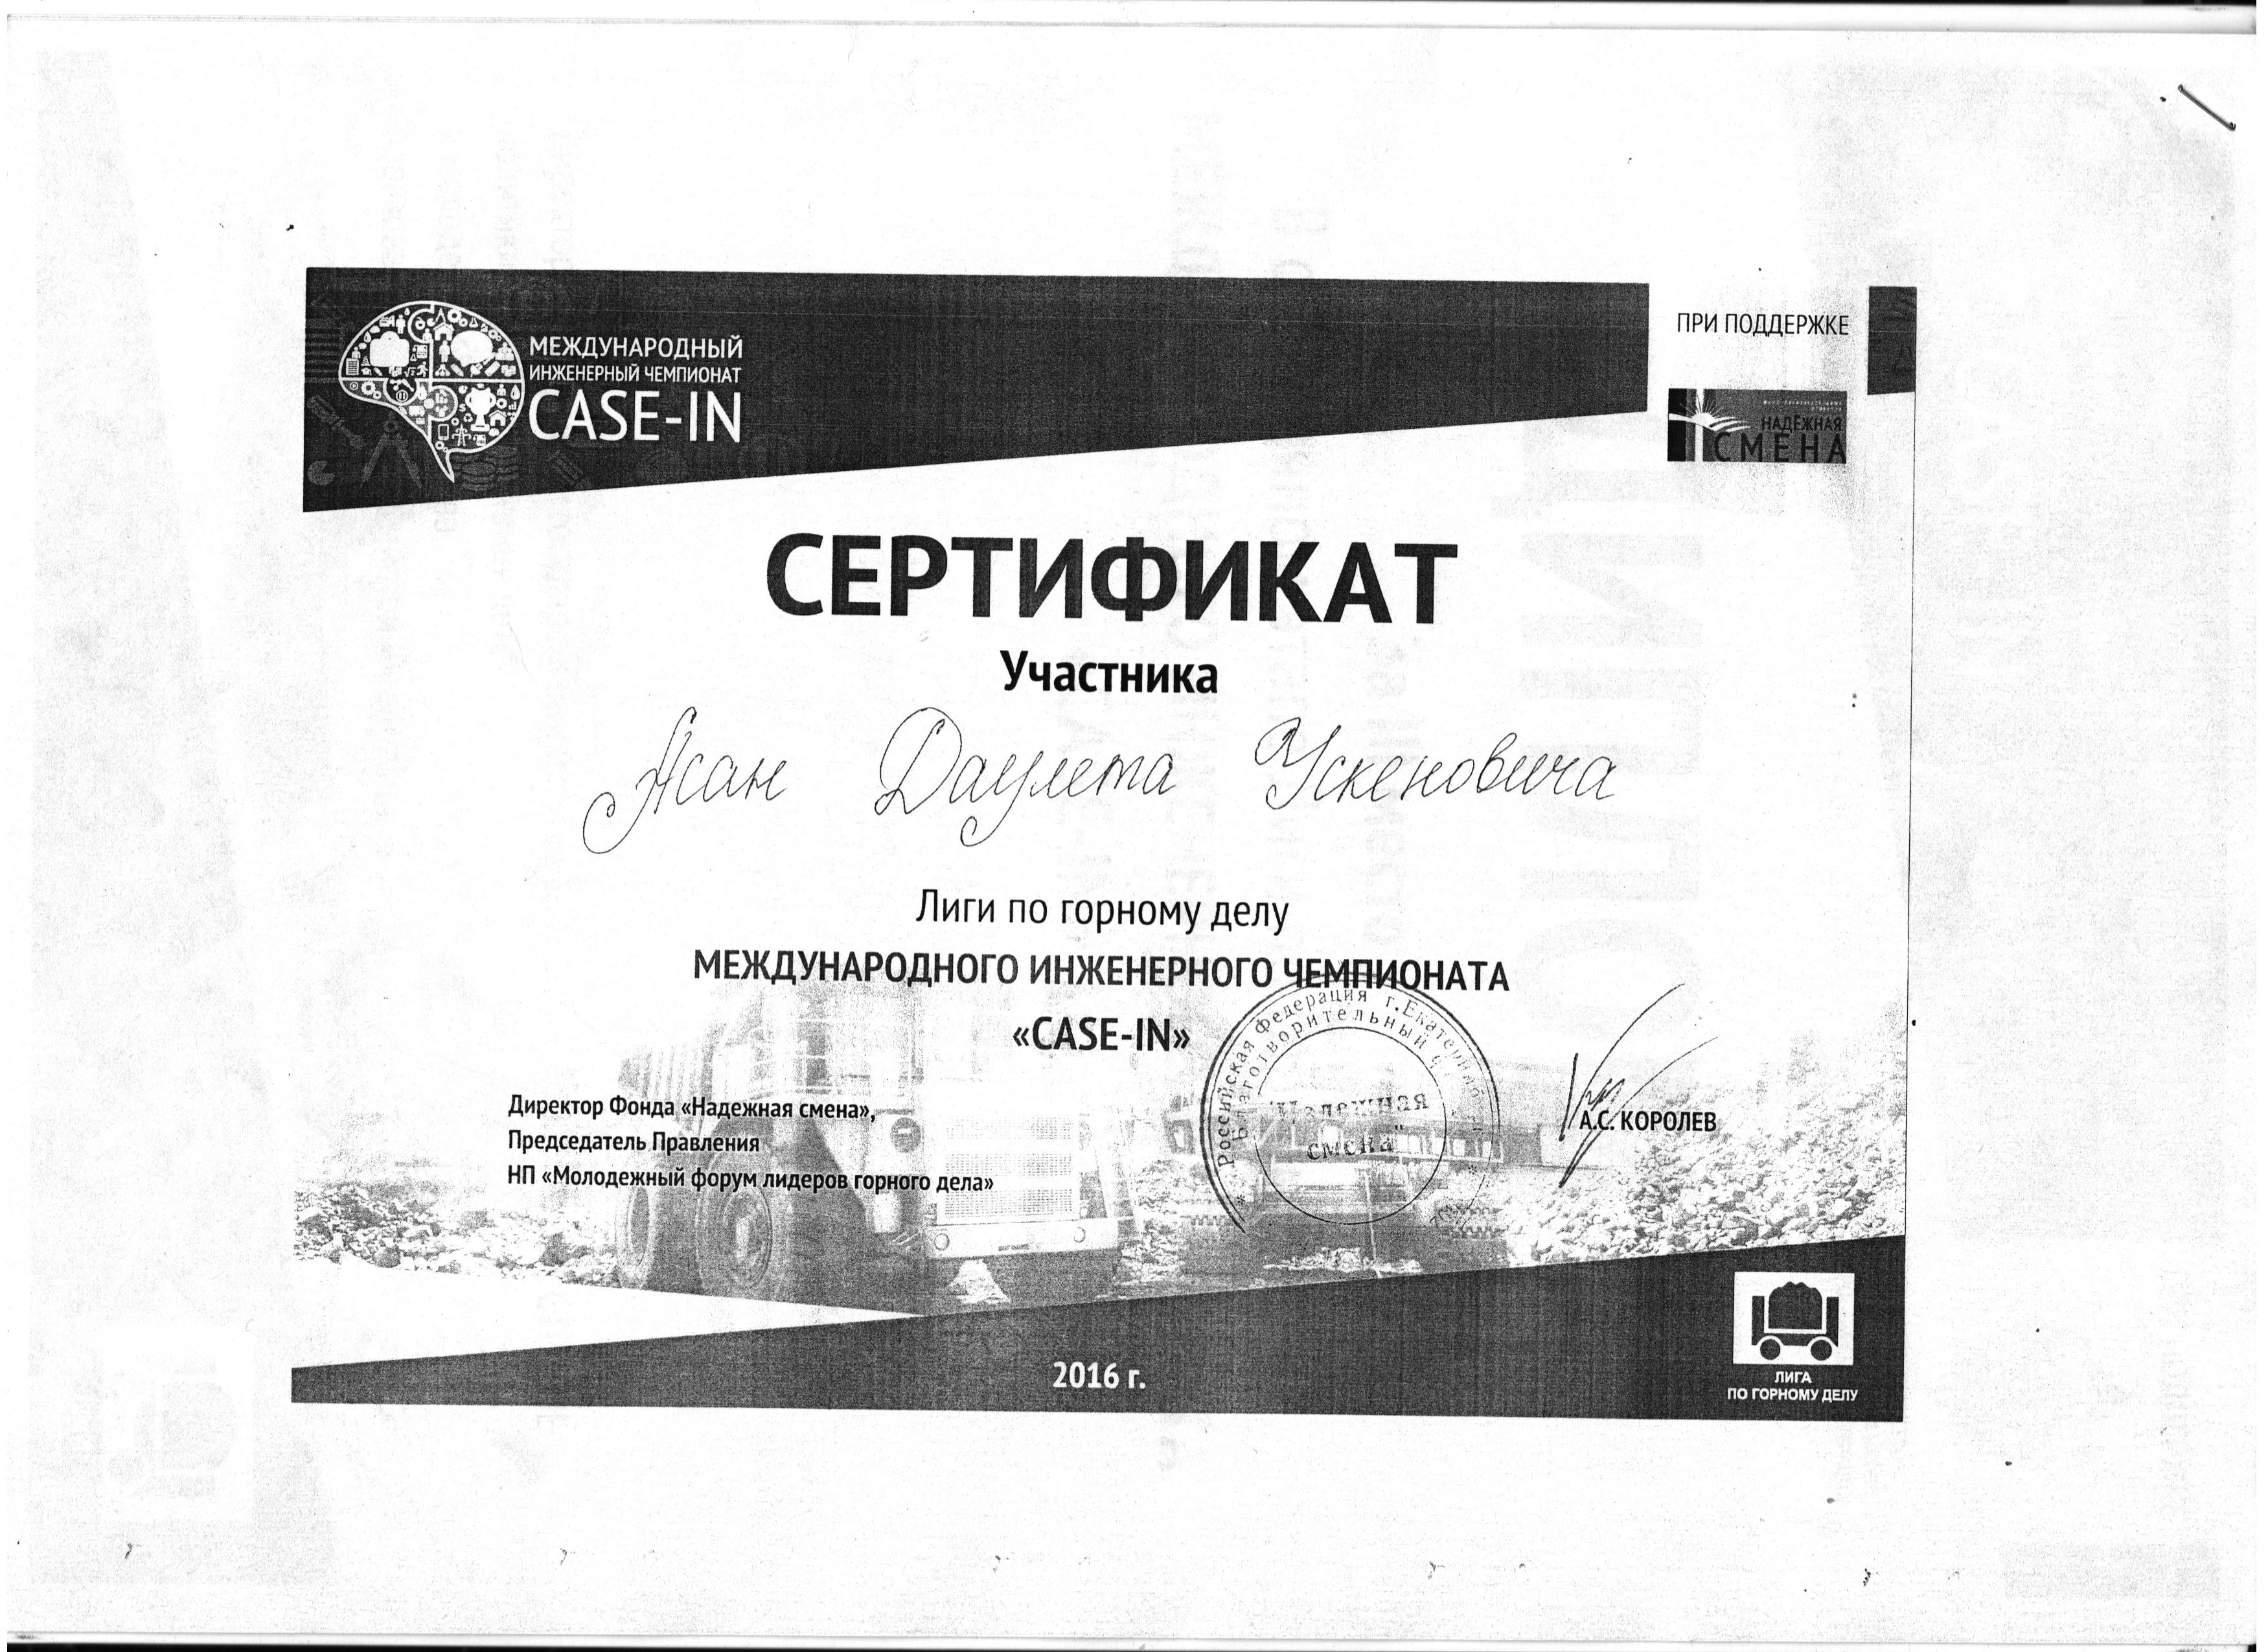 МЕЖДУНАРОДНЫЙ
ИНЖЕНЕРНЫЙ ЧЕМПИОНАТ
CASE-IN
ПРИ ПОДДЕРЖКЕ
НАДЁЖНАЯ
СМЕНА
СЕРТИФИКАТ
Участника
Асан Даулета Ускеновича
Лиги по горному делу
МЕЖДУНАРОДНОГО ИНЖЕНЕРНОГО ЧЕМПИОНАТА
«CASE-IN»
Российская Федерация г.Екатеринбург
Благотворительный
"Надежная
смена"
Директор Фонда «Надежная смена»,
Председатель Правления
НП «Молодежный форум лидеров горного дела»
А.С. КОРОЛЕВ
2016 г.
ЛИГА
ПО ГОРНОМУ ДЕЛУ